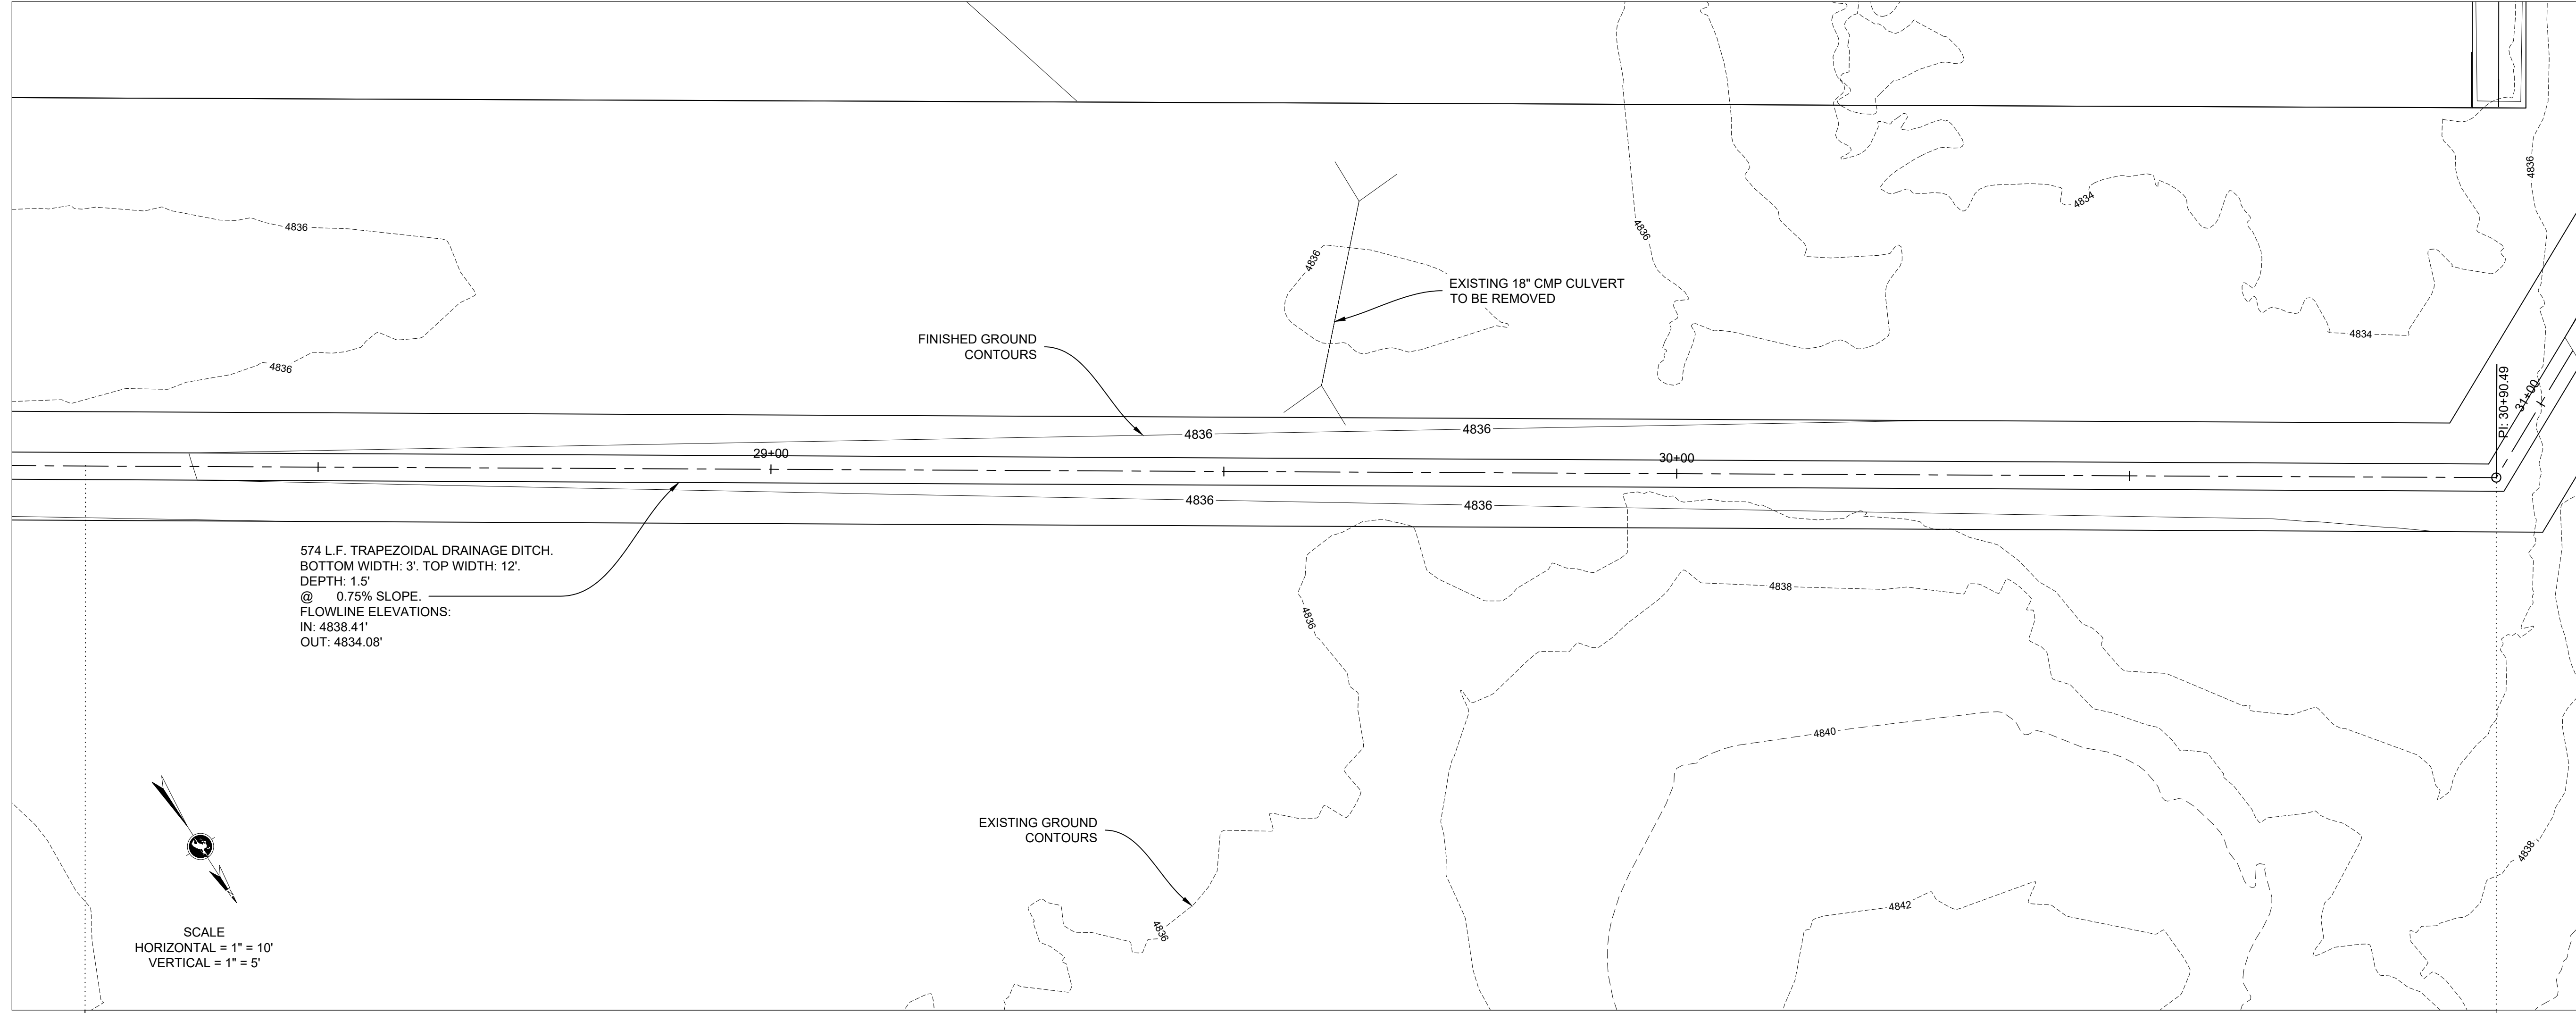 4836
4834
4836
4836
4836
4836
EXISTING 18" CMP CULVERT
TO BE REMOVED
FINISHED GROUND
CONTOURS
4834
4836
PI: 30+90.49
31+00
4836
4836
29+00
30+00
4836
4836
574 L.F. TRAPEZOIDAL DRAINAGE DITCH.
BOTTOM WIDTH: 3'. TOP WIDTH: 12'.
DEPTH: 1.5'
@ 0.75% SLOPE.
FLOWLINE ELEVATIONS:
IN: 4838.41'
OUT: 4834.08'
4838
4836
4840
EXISTING GROUND
CONTOURS
4838
4842
4836
SCALE
HORIZONTAL = 1" = 10'
VERTICAL = 1" = 5'